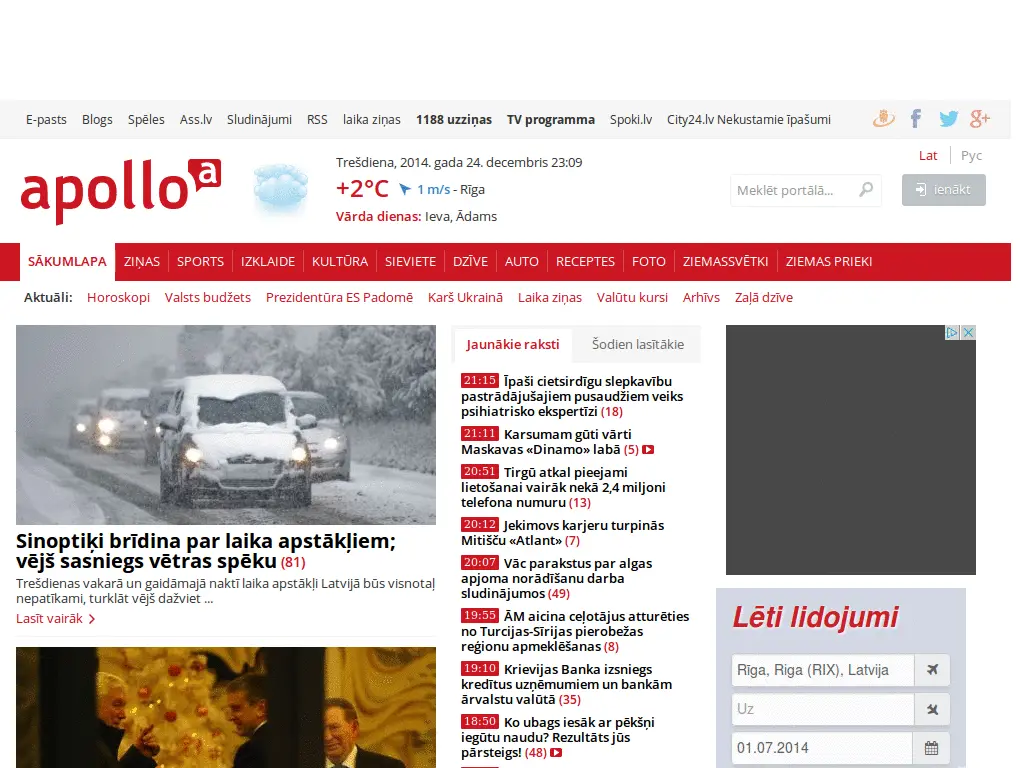 E-pasts Blogs Spēles Ass.lv Sludinājumi RSS laika ziņas 1188 uzziņas TV programma Spoki.lv City24.lv Nekustamie īpašumi
apollo a
Trešdiena, 2014. gada 24. decembris 23:09
+2°C 1 m/s - Rīga
Vārda dienas: Ieva, Ādams
Lat Рус
Meklēt portālā... ienākt
SĀKUMLAPA ZIŅAS SPORTS IZKLAIDE KULTŪRA SIEVIETE DZĪVE AUTO RECEPTES FOTO ZIEMASSVĒTKI ZIEMAS PRIEKI
Aktuāli: Horoskopi Valsts budžets Prezidentūra ES Padomē Karš Ukrainā Laika ziņas Valūtu kursi Arhīvs Zaļā dzīve
Sinoptiķi brīdina par laika apstākļiem;
vējš sasniegs vētras spēku (81)
Trešdienas vakarā un gaidāmajā naktī laika apstākļi Latvijā būs visnotaļ
nepatīkami, turklāt vējš dažviet ...
Lasīt vairāk
Jaunākie raksti Šodien lasītākie
21:15 Īpaši cietsirdīgu slepkavību
pastrādājušajiem pusaudžiem veiks
psihiatrisko ekspertīzi (18)
21:11 Karsumam gūti vārti
Maskavas «Dinamo» labā (5)
20:51 Tirgū atkal pieejami
lietošanai vairāk nekā 2,4 miljoni
telefona numuru (13)
20:12 Jekimovs karjeru turpinās
Mitišču «Atlant» (7)
20:07 Vāc parakstus par algas
apjoma norādīšanu darba
sludinājumos (49)
19:55 ĀM aicina ceļotājus atturēties
no Turcijas-Sīrijas pierobežas
reģionu apmeklēšanas (8)
19:10 Krievijas Banka izsniegs
kredītus uzņēmumiem un bankām
ārvalstu valūtā (35)
18:50 Ko ubags iesāk ar pēkšņi
iegūtu naudu? Rezultāts jūs
pārsteigs! (48)
Lēti lidojumi
Rīga, Riga (RIX), Latvija
Uz
01.07.2014